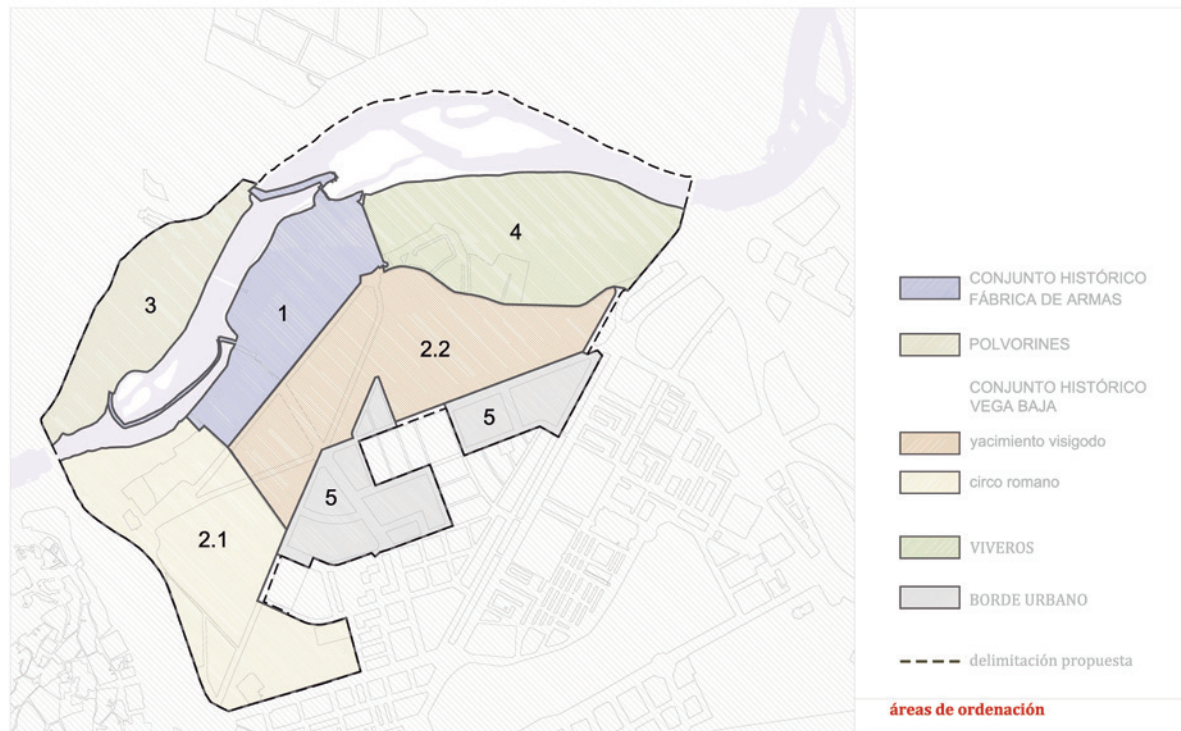 4
3
1
2.2
5
5
2.1
CONJUNTO HISTÓRICO
FÁBRICA DE ARMAS
POLVORINES
CONJUNTO HISTÓRICO
VEGA BAJA
yacimiento visigodo
circo romano
VIVEROS
BORDE URBANO
delimitación propuesta
áreas de ordenación